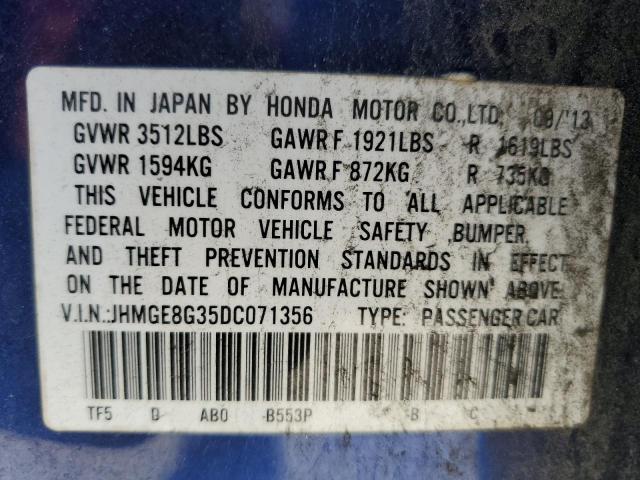 MFD. IN JAPAN BY HONDA MOTOR CO.,LTD. 09/'13
GVWR 3512LBS GAWR F 1921LBS R 1619LBS
GVWR 1594KG GAWR F 872KG R 735KG
THIS VEHICLE CONFORMS TO ALL APPLICABLE
FEDERAL MOTOR VEHICLE SAFETY, BUMPER,
AND THEFT PREVENTION STANDARDS IN EFFECT
ON THE DATE OF MANUFACTURE SHOWN ABOVE.
V.I.N.:JHMGE8G35DC071356 TYPE: PASSENGER CAR
TF5 D AB0 B553P B C